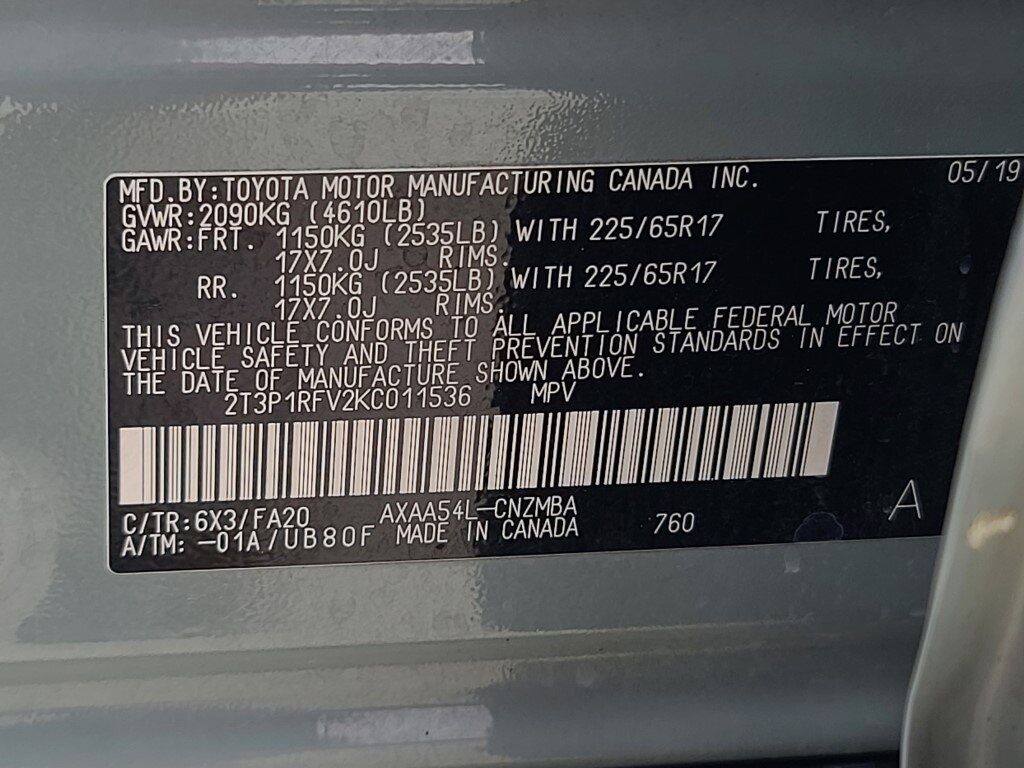 MFD.BY:TOYOTA MOTOR MANUFACTURING CANADA INC. 05/19
GVWR:2090KG (4610LB)
GAWR:FRT. 1150KG (2535LB) WITH 225/65R17 TIRES,
17X7.0J RIMS.
RR. 1150KG (2535LB) WITH 225/65R17 TIRES,
17X7.0J RIMS.
THIS VEHICLE CONFORMS TO ALL APPLICABLE FEDERAL MOTOR
VEHICLE SAFETY AND THEFT PREVENTION STANDARDS IN EFFECT ON
THE DATE OF MANUFACTURE SHOWN ABOVE.
2T3P1RFV2KC011536 MPV
C/TR:6X3/FA20 AXAA54L-CNZMBA 760 A
A/TM: -01A/UB80F MADE IN CANADA